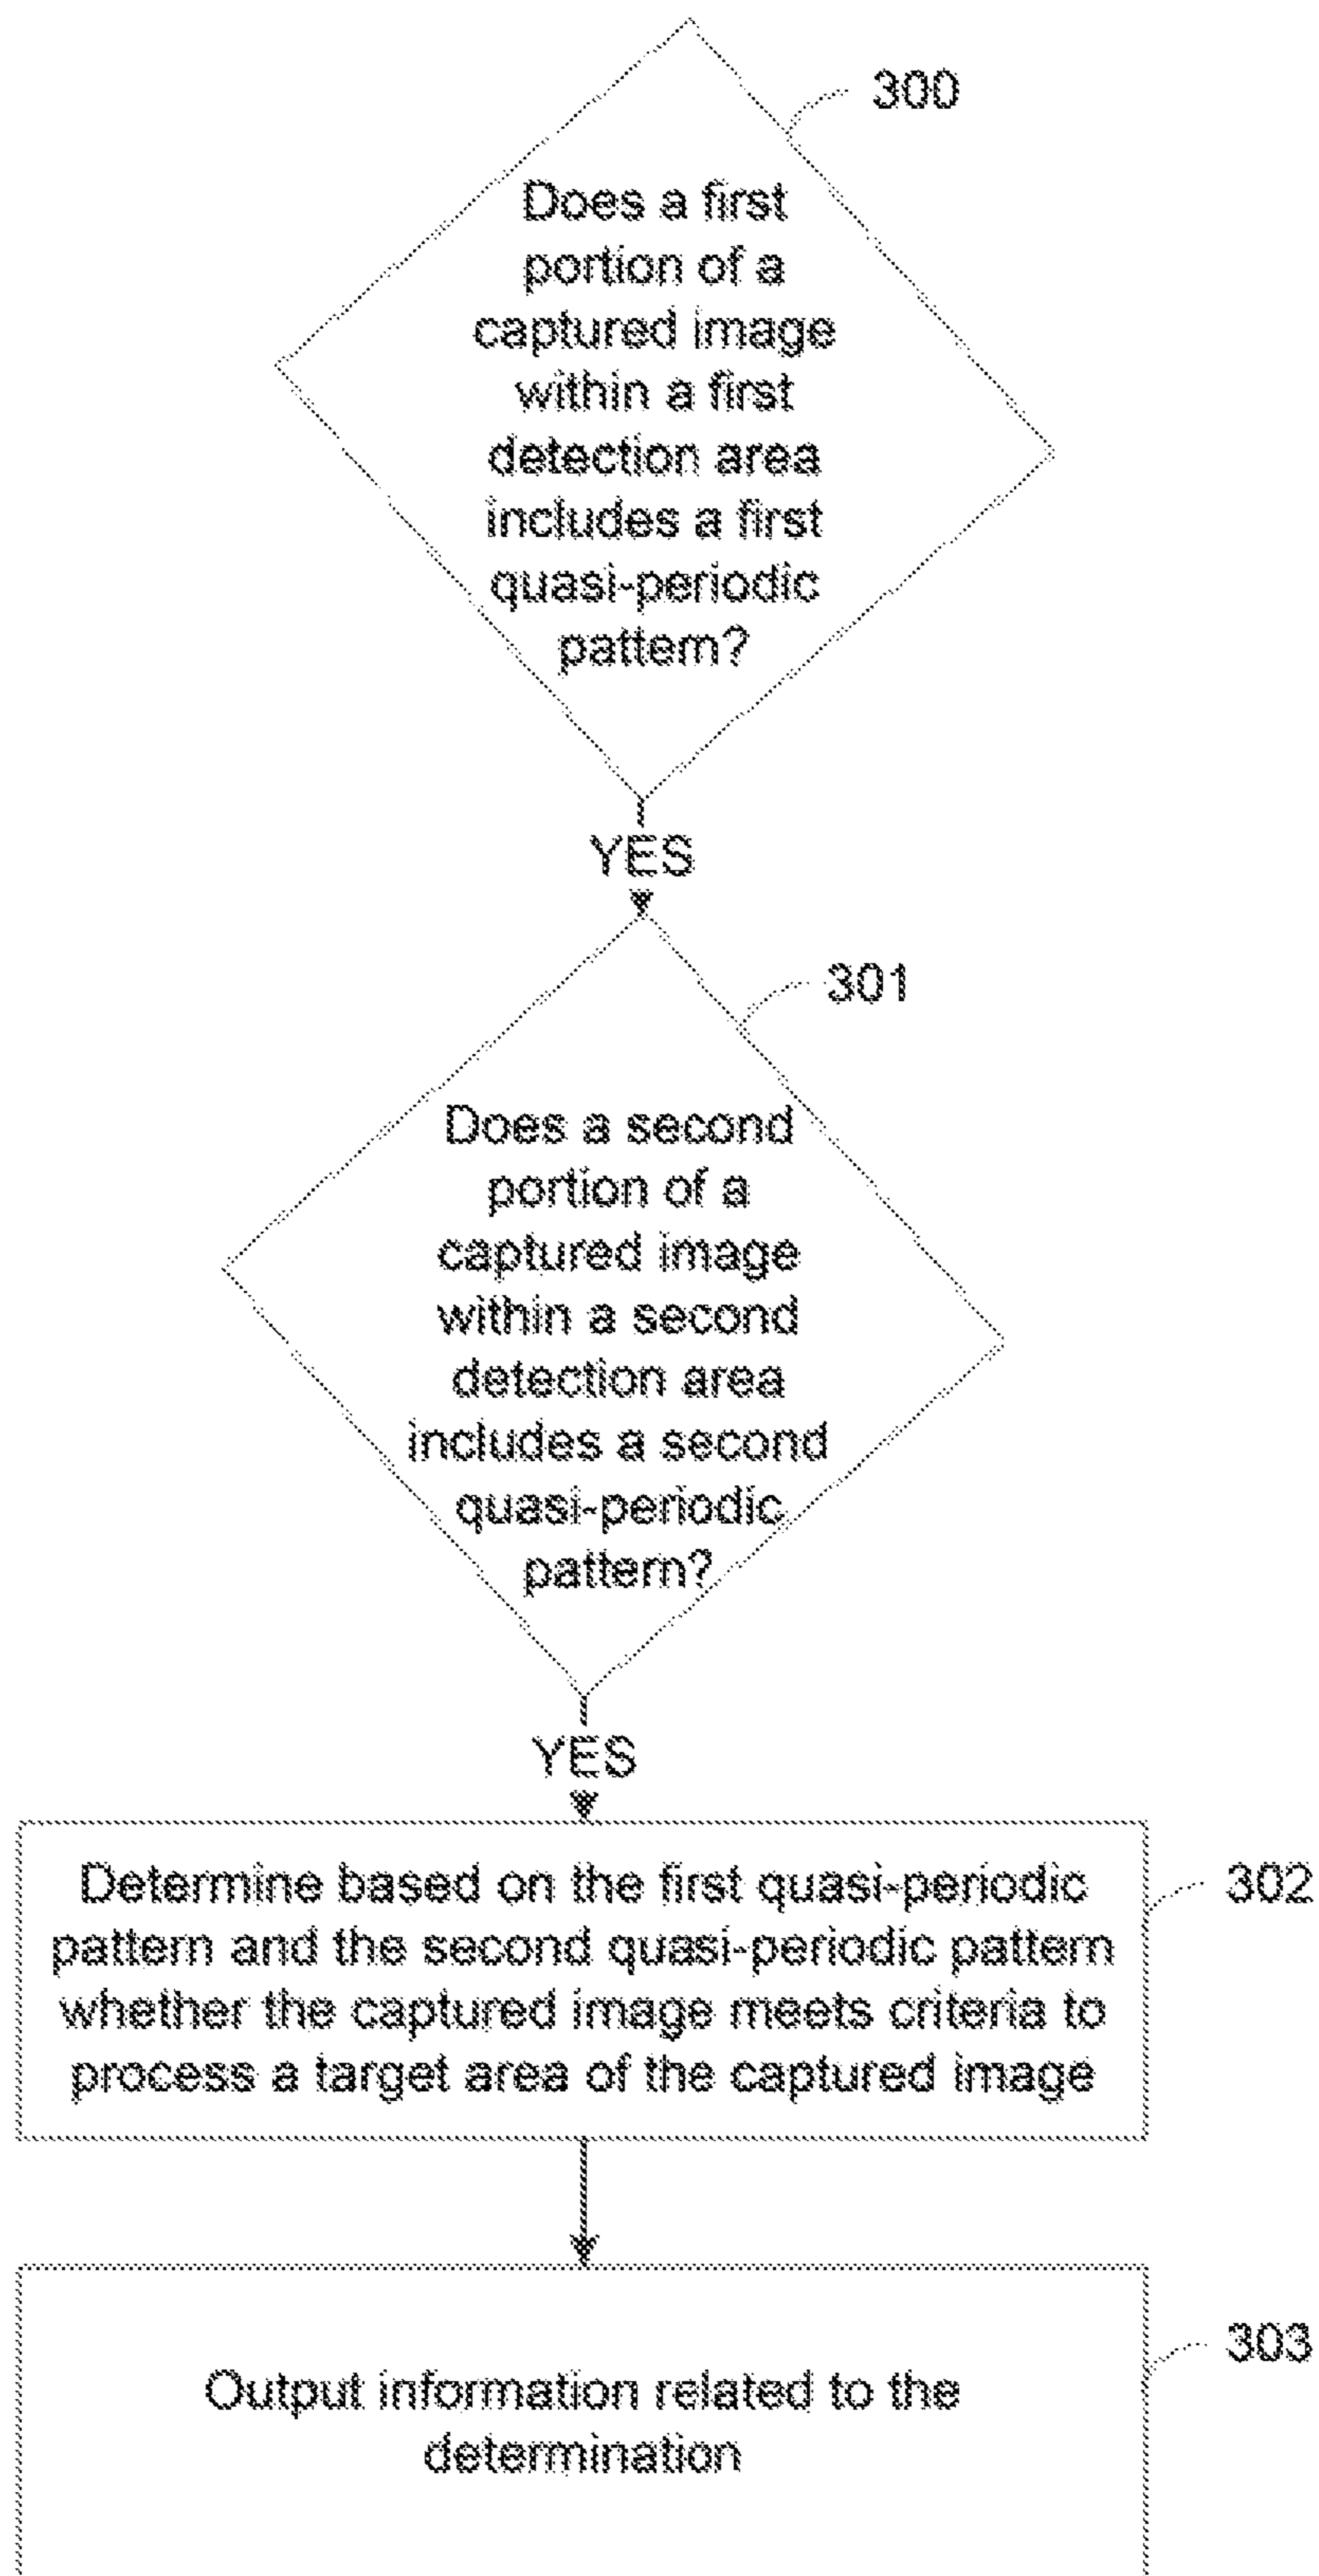 300
Does a first
portion of a
captured image
within a first
detection area
includes a first
quasi-periodic
pattern?
YES
301
Does a second
portion of a
captured image
within a second
detection area
includes a second
quasi-periodic
pattern?
YES
Determine based on the first quasi-periodic
pattern and the second quasi-periodic pattern
whether the captured image meets criteria to
process a target area of the captured image
302
303
Output information related to the
determination